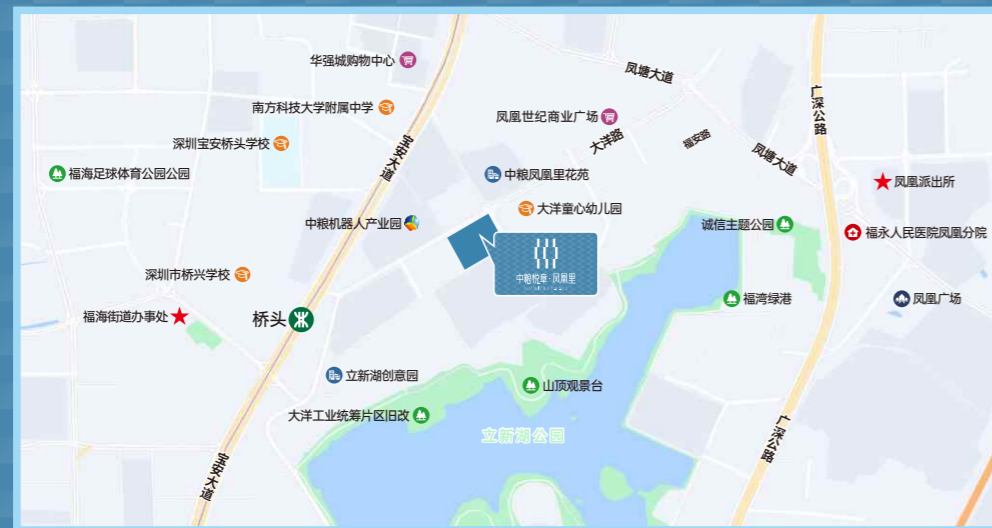 华强城购物中心
凤塘大道
广深公路
南方科技大学附属中学
凤凰世纪商业广场
宝安大道
大洋路
福安路
深圳宝安桥头学校
凤塘大道
福海足球体育公园公园
中粮凤凰里花苑
凤凰派出所
大洋童心幼儿园
中粮机器人产业园
诚信主题公园
福永人民医院凤凰分院
中粮悦章·凤凰里
深圳市桥兴学校
福湾绿港
凤凰广场
福海街道办事处
桥头
立新湖创意园
山顶观景台
大洋工业统筹片区旧改
立新湖公园
广深公路
宝安大道